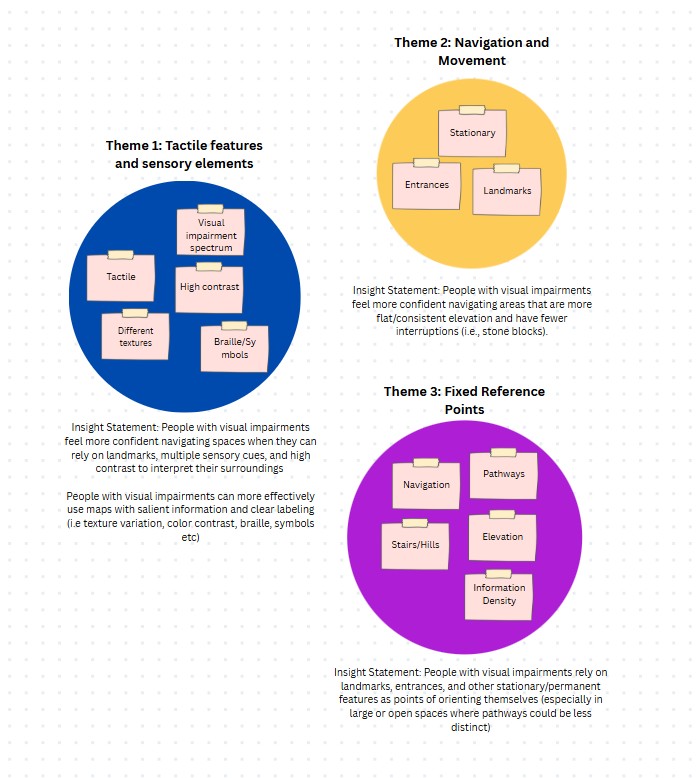 Theme 1: Tactile features
and sensory elements
Visual
impairment
spectrum
Tactile
High contrast
Different
textures
Braille/Sy
mbols
Insight Statement: People with visual impairments
feel more confident navigating spaces when they can
rely on landmarks, multiple sensory cues, and high
contrast to interpret their surroundings
People with visual impairments can more effectively
use maps with salient information and clear labeling
(i.e texture variation, color contrast, braille, symbols
etc)
Theme 2: Navigation and
Movement
Stationary
Entrances
Landmarks
Insight Statement: People with visual impairments
feel more confident navigating areas that are more
flat/consistent elevation and have fewer
interruptions (i.e., stone blocks).
Theme 3: Fixed Reference
Points
Navigation
Pathways
Stairs/Hills
Elevation
Information
Density
Insight Statement: People with visual impairments rely on
landmarks, entrances, and other stationary/permanent
features as points of orienting themselves (especially in
large or open spaces where pathways could be less
distinct)